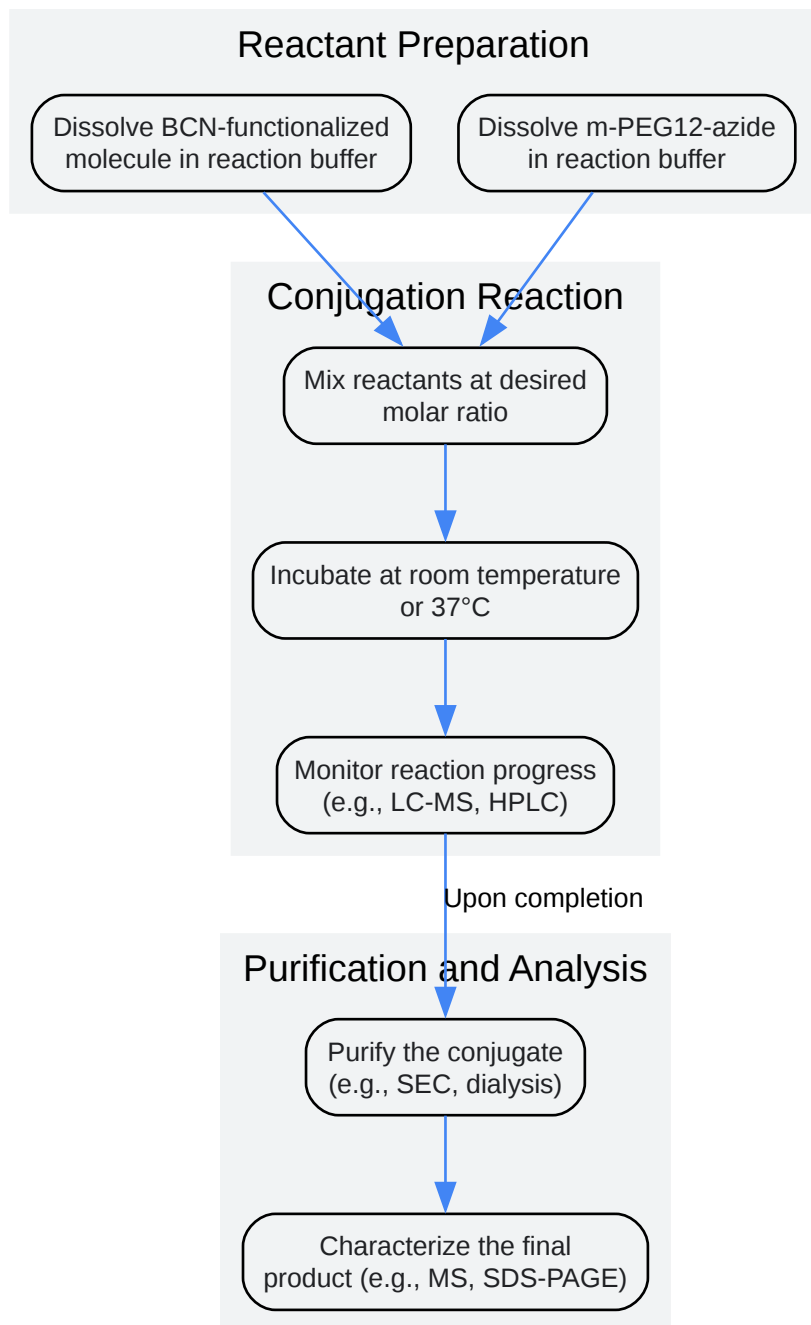 Reactant Preparation
Dissolve BCN-functionalized
molecule in reaction buffer
Dissolve m-PEG12-azide
in reaction buffer
Conjugation Reaction
Mix reactants at desired
molar ratio
Incubate at room temperature
or 37°C
Monitor reaction progress
(e.g., LC-MS, HPLC)
Upon completion
Purification and Analysis
Purify the conjugate
(e.g., SEC, dialysis)
Characterize the final
product (e.g., MS, SDS-PAGE)